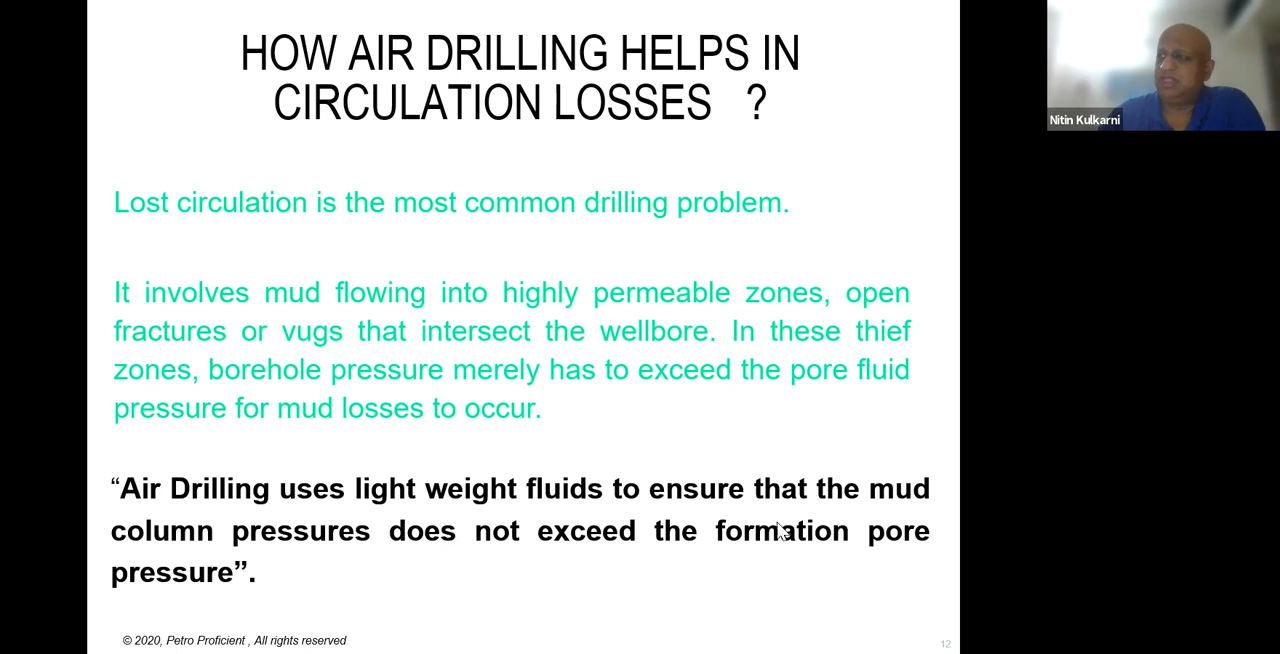 HOW AIR DRILLING HELPS IN
CIRCULATION LOSSES ?
Nitin Kulkarni
Lost circulation is the most common drilling problem.
It involves mud flowing into highly permeable zones, open
fractures or vugs that intersect the wellbore. In these thief
zones, borehole pressure merely has to exceed the pore fluid
pressure for mud losses to occur.
“Air Drilling uses light weight fluids to ensure that the mud
column pressures does not exceed the formation pore
pressure”.
© 2020, Petro Proficient , All rights reserved
12